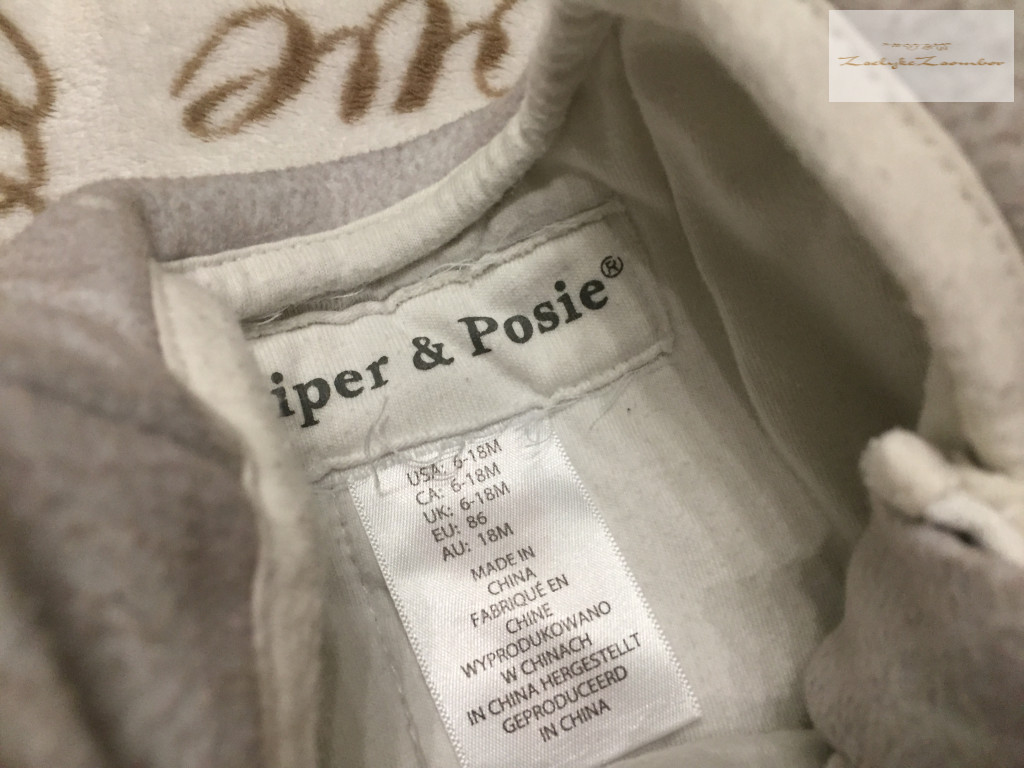 we
iper & Posie®
USA: 6-18M
CA: 6-18M
UK: 6-18M
EU: 86
AU: 18M
MADE IN
CHINA
FABRIQUÉ EN
CHINE
WYPRODUKOWANO
W CHINACH
IN CHINA HERGESTELLT
GEPRODUCEERD
IN CHINA